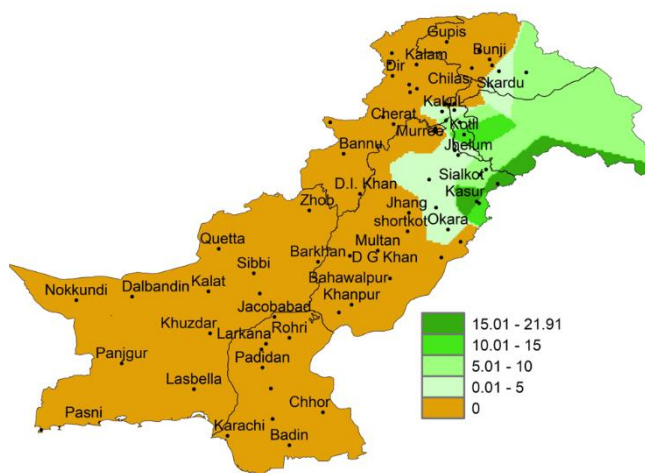 Gupis
Kalam
Bunji
Dir
Chilas
Skardu
Kakul
Cherat
Murree
Kotli
Bannu
Jhelum
D.I. Khan
Sialkot
Zhob
Jhang
Kasur
shortkot
Okara
Quetta
Barkhan
Multan
Sibbi
D G Khan
Nokkundi
Dalbandin
Kalat
Bahawalpur
Jacobabad
Khanpur
Khuzdar
Larkana
Rohri
Panjgur
Padidan
Lasbella
Pasni
Chhor
Karachi
Badin
15.01 - 21.91
10.01 - 15
5.01 - 10
0.01 - 5
0